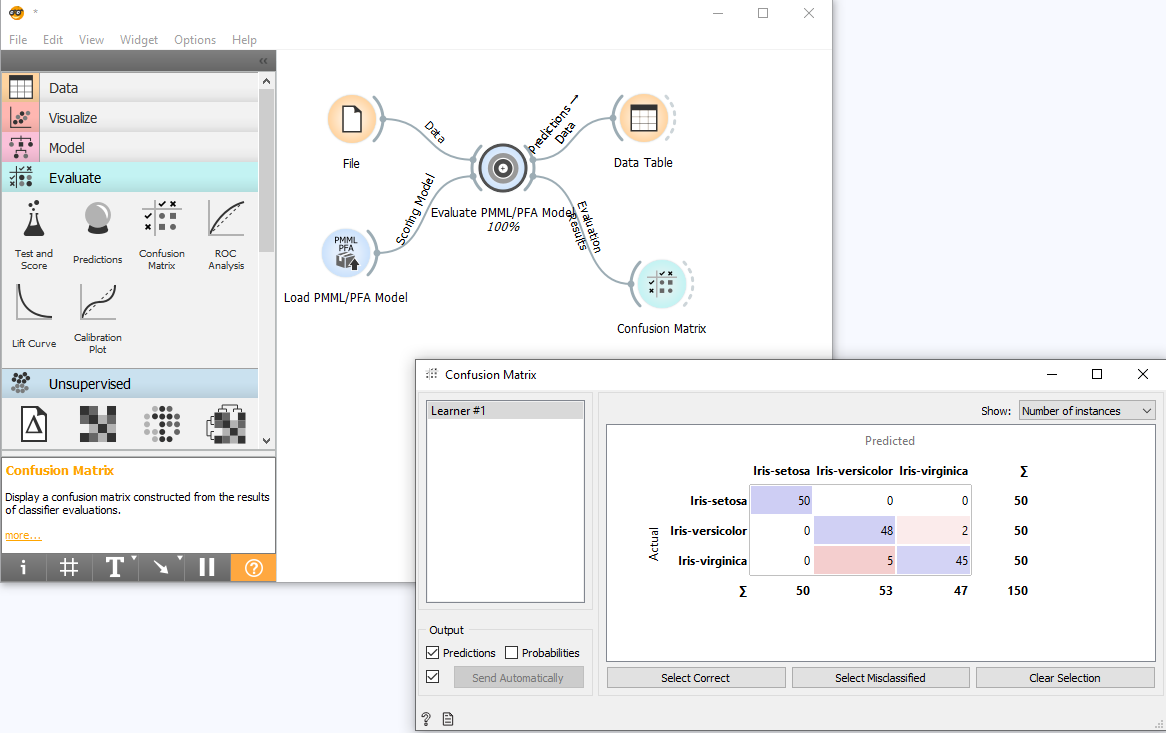 *
File Edit View Widget Options Help
Data
Visualize
Model
Evaluate
Test and
Score
Predictions
Confusion
Matrix
ROC
Analysis
Lift Curve
Calibration
Plot
Unsupervised
Confusion Matrix
Display a confusion matrix constructed from the results
of classifier evaluations.
more...
File
Data
PMML
PFA
Load PMML/PFA Model
Scoring Model
Evaluate PMML/PFA Model
100%
Predictions →
Data
Data Table
Evaluation
Results
Confusion Matrix
Confusion Matrix
Learner #1
Show: Number of instances
Predicted
Iris-setosa Iris-versicolor Iris-virginica Σ
Actual
Iris-setosa 50 0 0 50
Iris-versicolor 0 48 2 50
Iris-virginica 0 5 45 50
Σ 50 53 47 150
Output
Predictions Probabilities
Send Automatically
Select Correct Select Misclassified Clear Selection